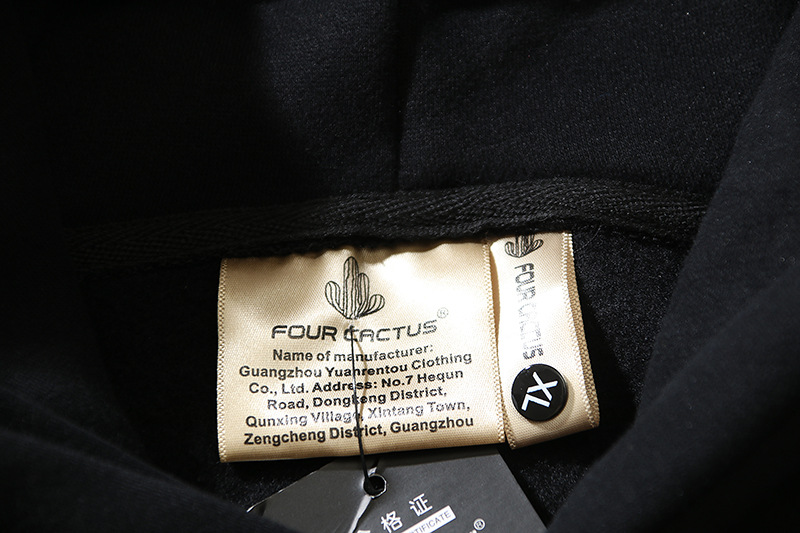 FOUR CACTUS®
Name of manufacturer:
Guangzhou Yuanrentou Clothing
Co., Ltd. Address: No.7 Hequn
Road, Dongkeng District,
Qunxing Village, Xintang Town,
Zengcheng District, Guangzhou
FOUR CACTUS
XL
格证
®